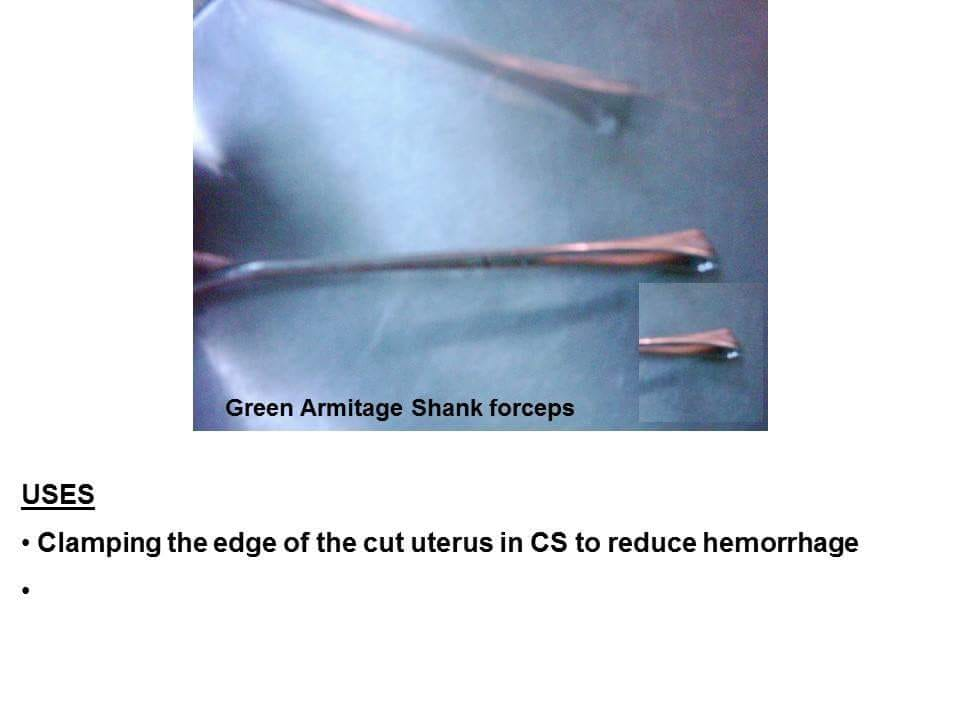 Green Armitage Shank forceps
USES
• Clamping the edge of the cut uterus in CS to reduce hemorrhage
•